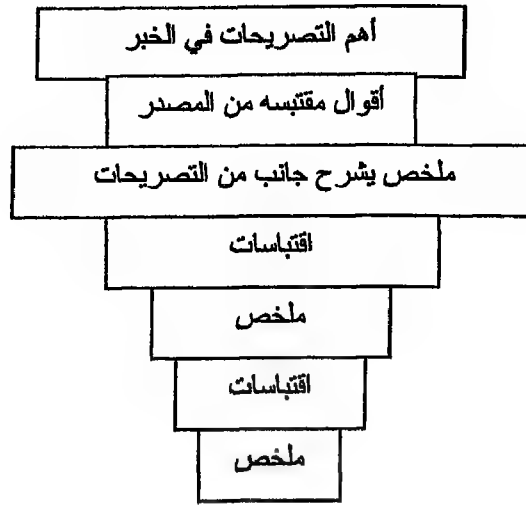 أهم التصريحات في الخبر
أقوال مقتبسه من المصدر
ملخص يشرح جانب من التصريحات
اقتباسات
ملخص
اقتباسات
ملخص